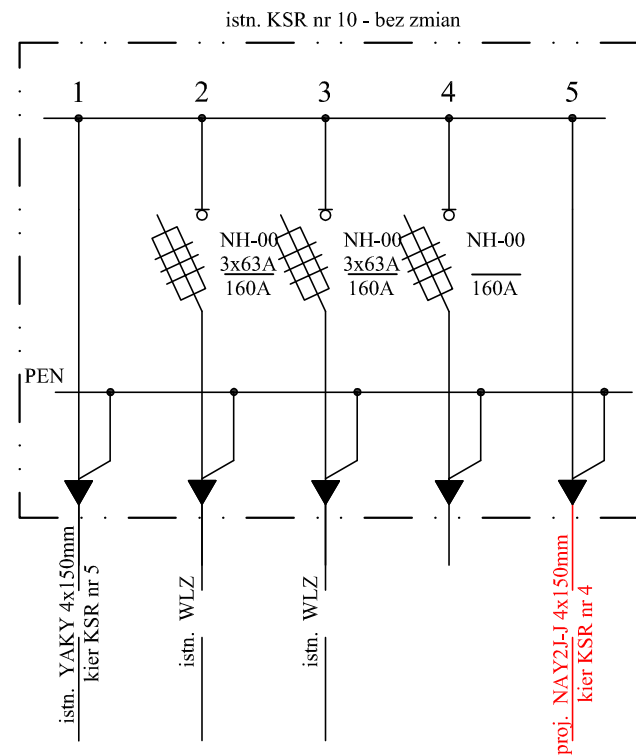 istn. KSR nr 10 - bez zmian
1 2 3 4 5
NH-00
3x63A
160A
NH-00
3x63A
160A
NH-00
160A
PEN
istn. YAKY 4x150mm
kier KSR nr 5
istn. WLZ
istn. WLZ
proj. NAY2J-J 4x150mm
kier KSR nr 4